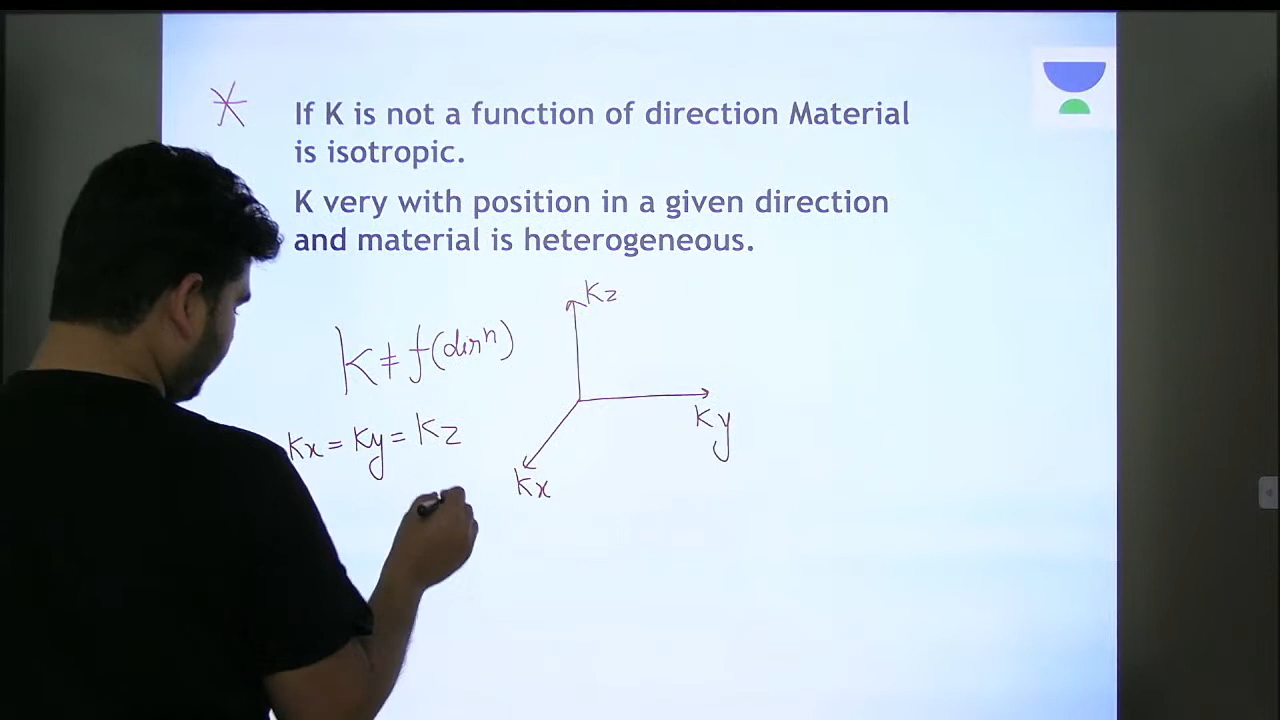 If K is not a function of direction Material
is isotropic.
K very with position in a given direction
and material is heterogeneous.
Kz
K ≠ f(dirⁿ)
Kx = Ky = Kz
Ky
Kx